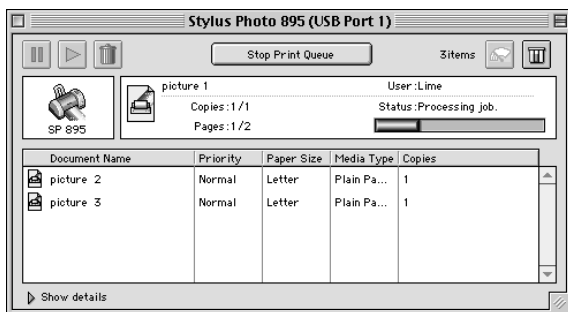 Stylus Photo 895 (USB Port 1)
Stop Print Queue
3items
SP 895
picture 1
User :Lime
Copies :1 /1
Status :Processing job.
Pages :1 /2
Document Name Priority Paper Size Media Type Copies
picture 2 Normal Letter Plain Pa... 1
picture 3 Normal Letter Plain Pa... 1
Show details